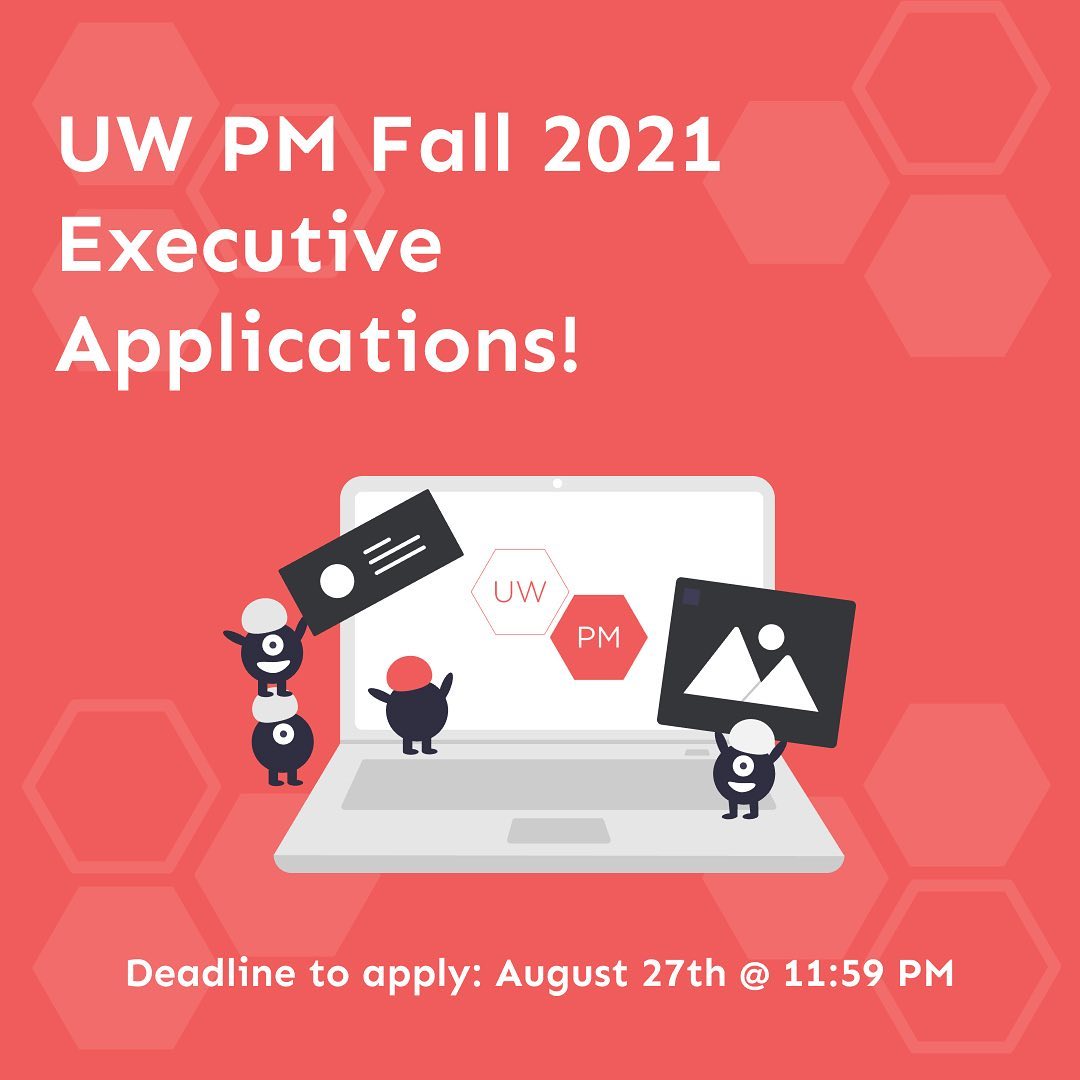 UW PM Fall 2021
Executive
Applications!
UW
PM
Deadline to apply: August 27th @ 11:59 PM